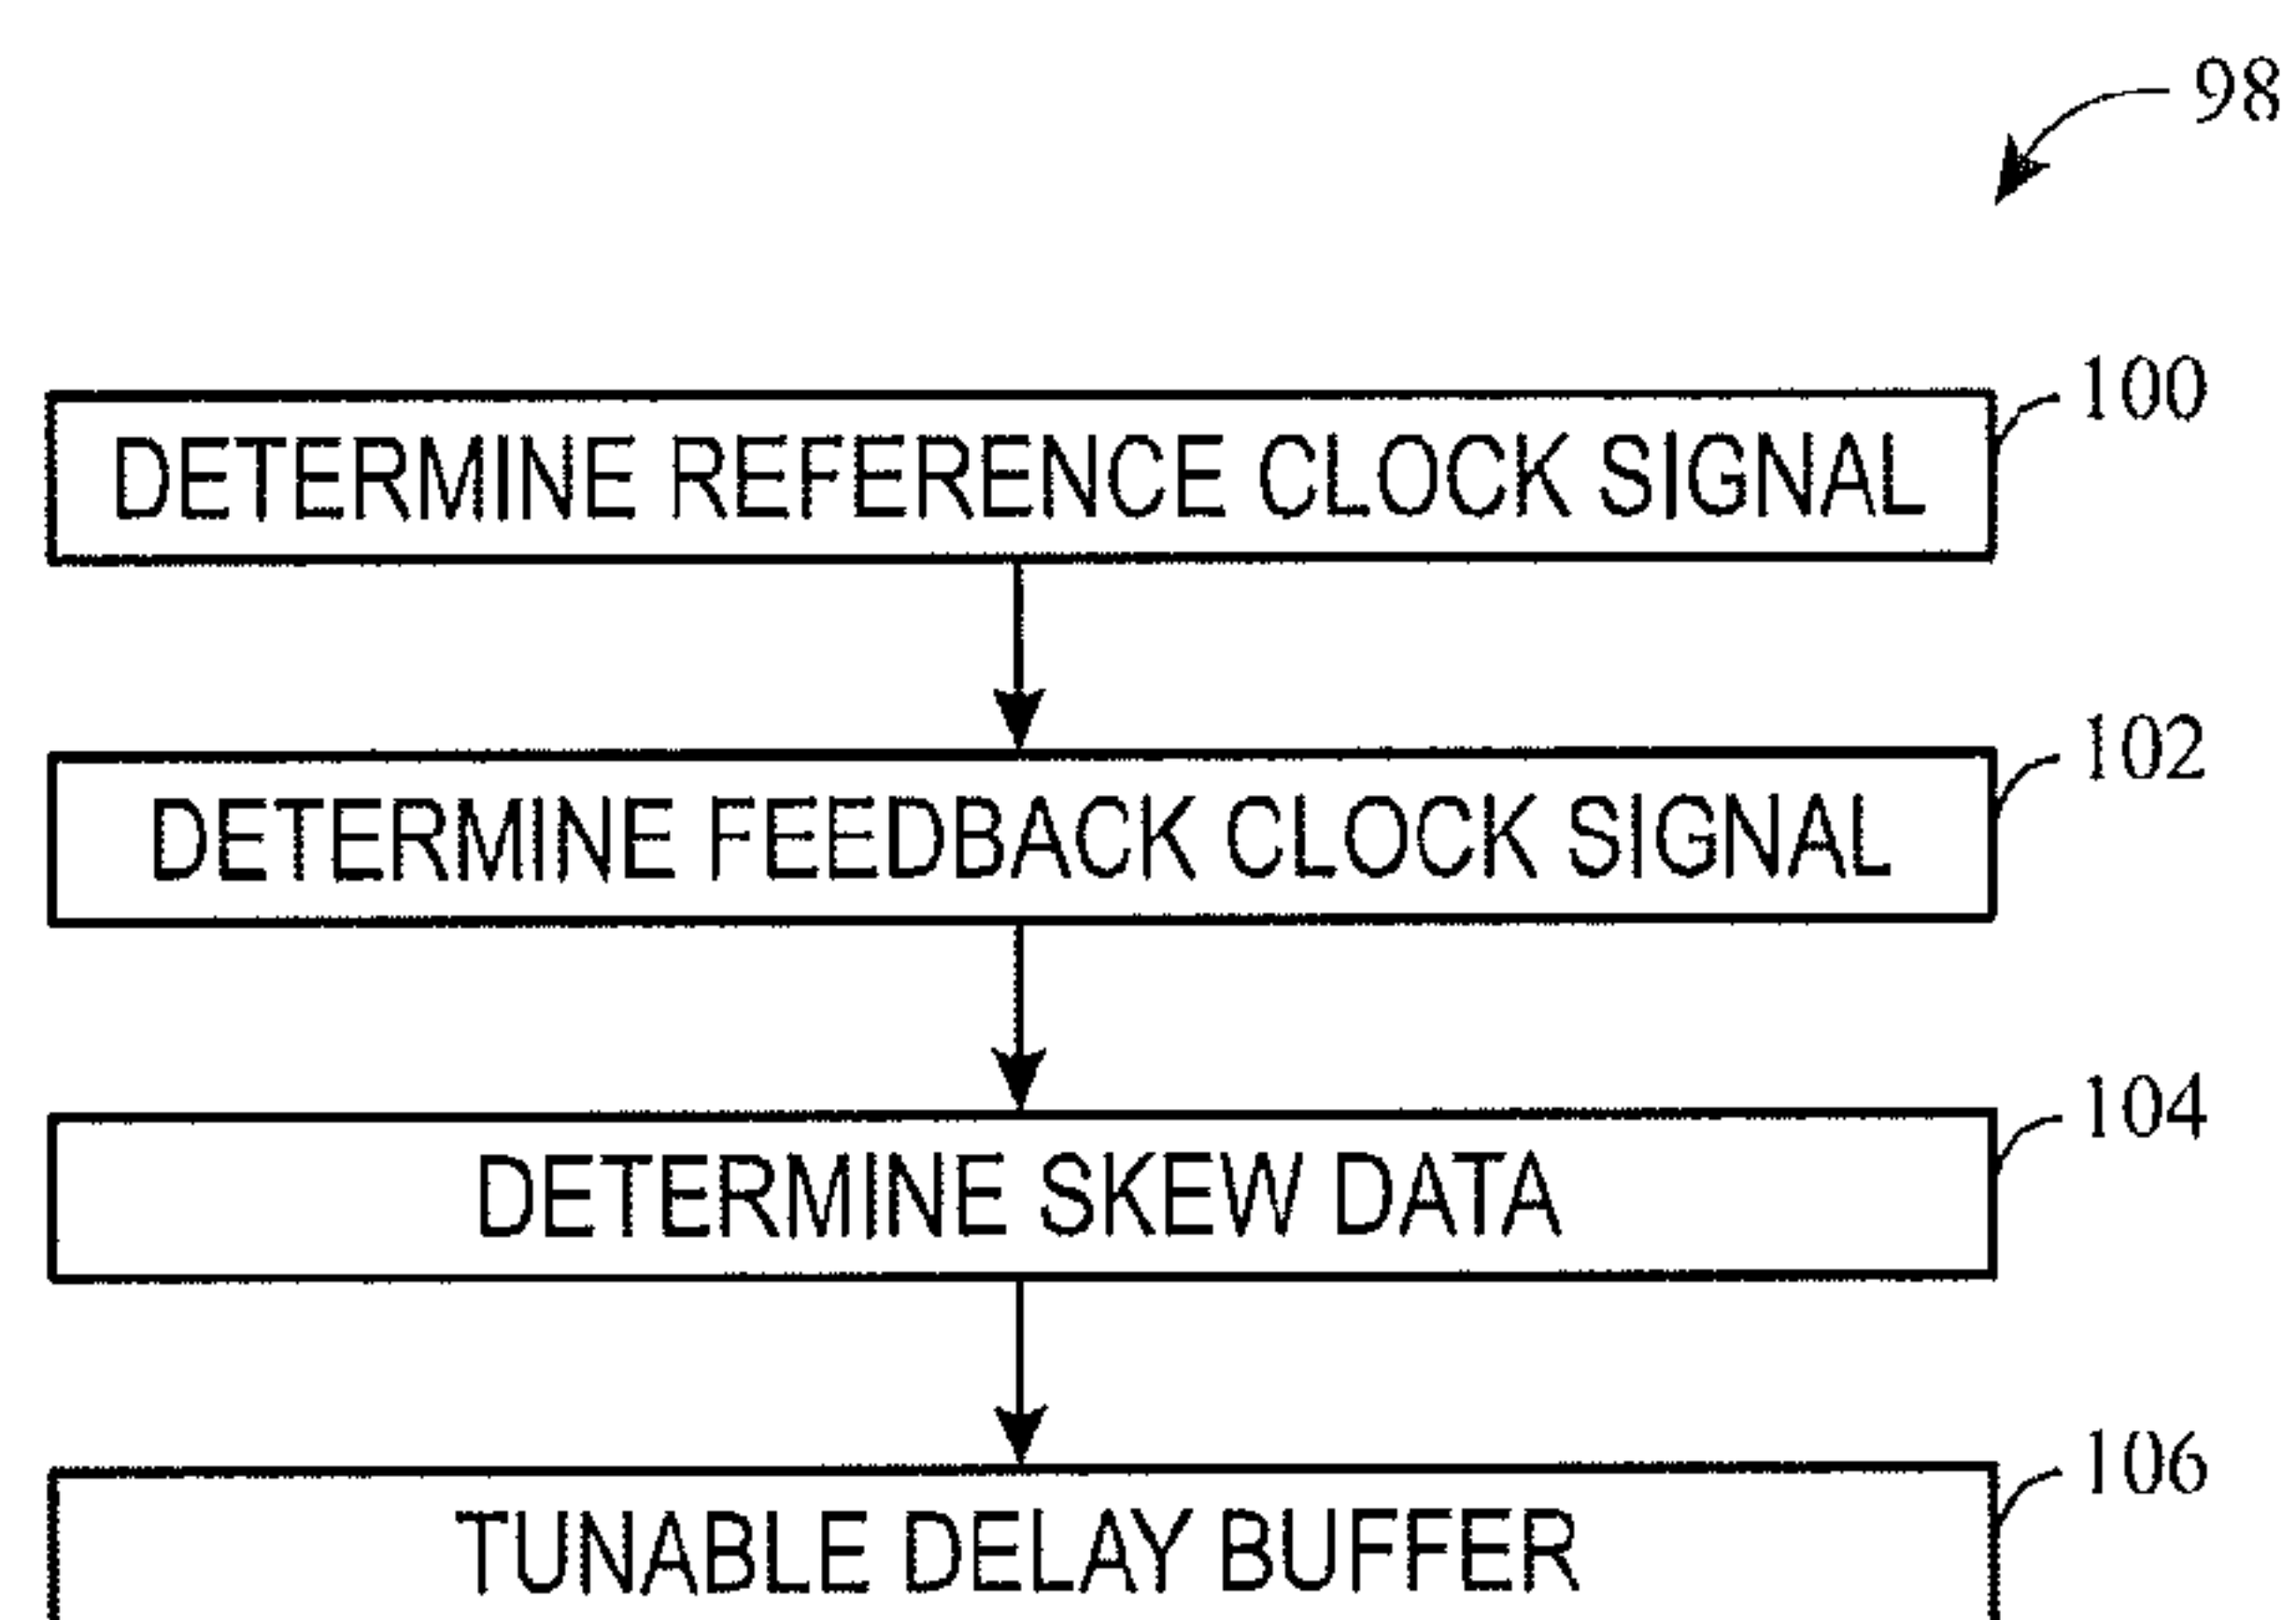 98
100
DETERMINE REFERENCE CLOCK SIGNAL
102
DETERMINE FEEDBACK CLOCK SIGNAL
104
DETERMINE SKEW DATA
106
TUNABLE DELAY BUFFER